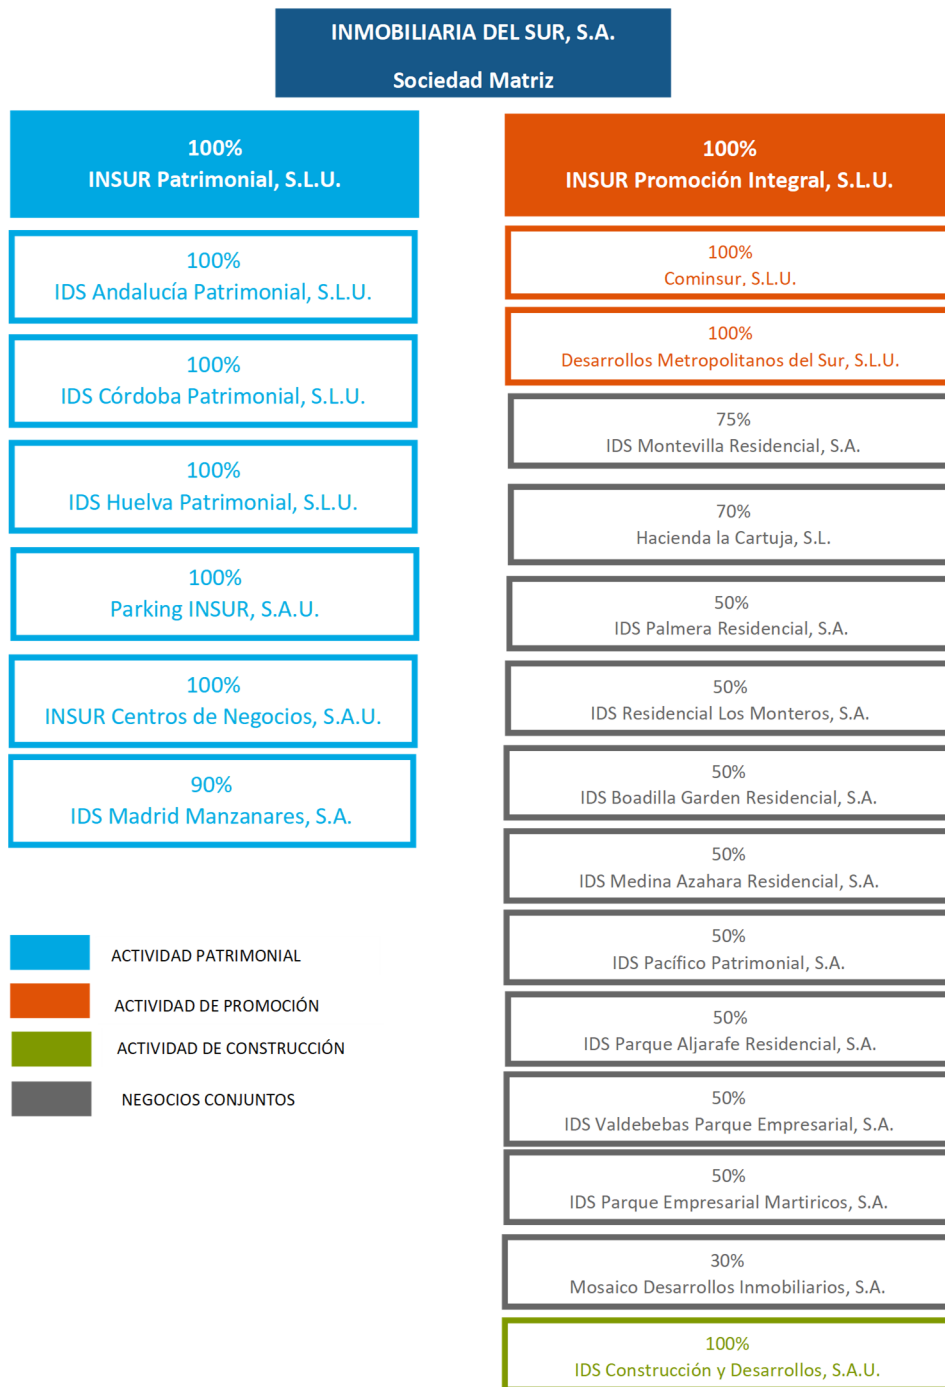 INMOBILIARIA DEL SUR, S.A.
Sociedad Matriz
100%
INSUR Patrimonial, S.L.U.
100%
IDS Andalucía Patrimonial, S.L.U.
100%
IDS Córdoba Patrimonial, S.L.U.
100%
IDS Huelva Patrimonial, S.L.U.
100%
Parking INSUR, S.A.U.
100%
INSUR Centros de Negocios, S.A.U.
90%
IDS Madrid Manzanares, S.A.
ACTIVIDAD PATRIMONIAL
ACTIVIDAD DE PROMOCIÓN
ACTIVIDAD DE CONSTRUCCIÓN
NEGOCIOS CONJUNTOS
100%
INSUR Promoción Integral, S.L.U.
100%
Cominsur, S.L.U.
100%
Desarrollos Metropolitanos del Sur, S.L.U.
75%
IDS Montevilla Residencial, S.A.
70%
Hacienda la Cartuja, S.L.
50%
IDS Palmera Residencial, S.A.
50%
IDS Residencial Los Monteros, S.A.
50%
IDS Boadilla Garden Residencial, S.A.
50%
IDS Medina Azahara Residencial, S.A.
50%
IDS Pacífico Patrimonial, S.A.
50%
IDS Parque Aljarafe Residencial, S.A.
50%
IDS Valdebebas Parque Empresarial, S.A.
50%
IDS Parque Empresarial Martiricos, S.A.
30%
Mosaico Desarrollos Inmobiliarios, S.A.
100%
IDS Construcción y Desarrollos, S.A.U.